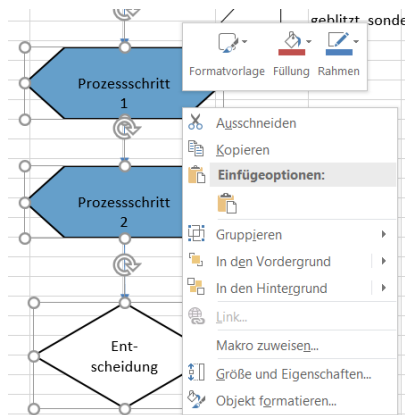 geblitzt, sonde
Formatvorlage Füllung Rahmen
Prozessschritt
1
Ausschneiden
Kopieren
Einfügeoptionen:
Prozessschritt
2
Gruppieren
In den Vordergrund
In den Hintergrund
Link...
Ent-
scheidung
Makro zuweisen...
Größe und Eigenschaften...
Objekt formatieren...